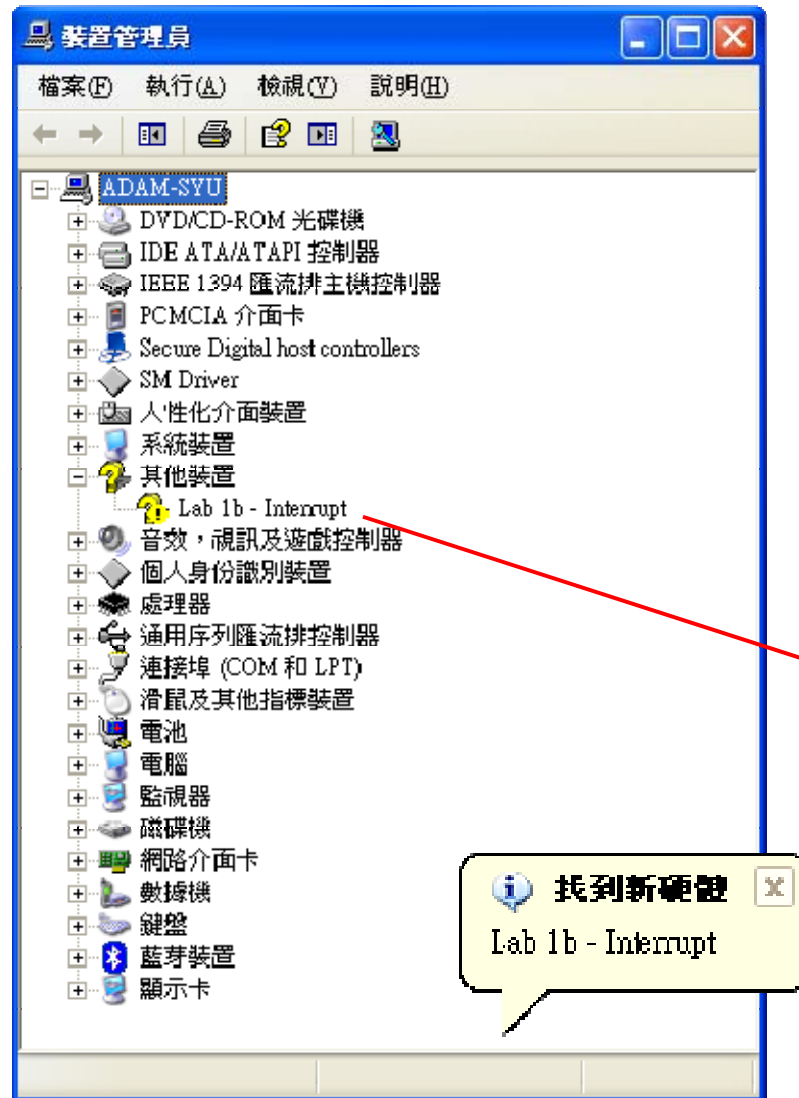 裝置管理員
檔案(F) 執行(A) 檢視(V) 說明(H)
ADAM-SYU
DVD/CD-ROM 光碟機
IDE ATA/ATAPI 控制器
IEEE 1394 匯流排主機控制器
PCMCIA 介面卡
Secure Digital host controllers
SM Driver
人性化介面裝置
系統裝置
其他裝置
Lab 1b - Interrupt
音效，視訊及遊戲控制器
個人身份識別裝置
處理器
通用序列匯流排控制器
連接埠 (COM 和 LPT)
滑鼠及其他指標裝置
電池
電腦
監視器
磁碟機
網路介面卡
數據機
鍵盤
藍芽裝置
顯示卡
找到新硬體
Lab 1b - Interrupt